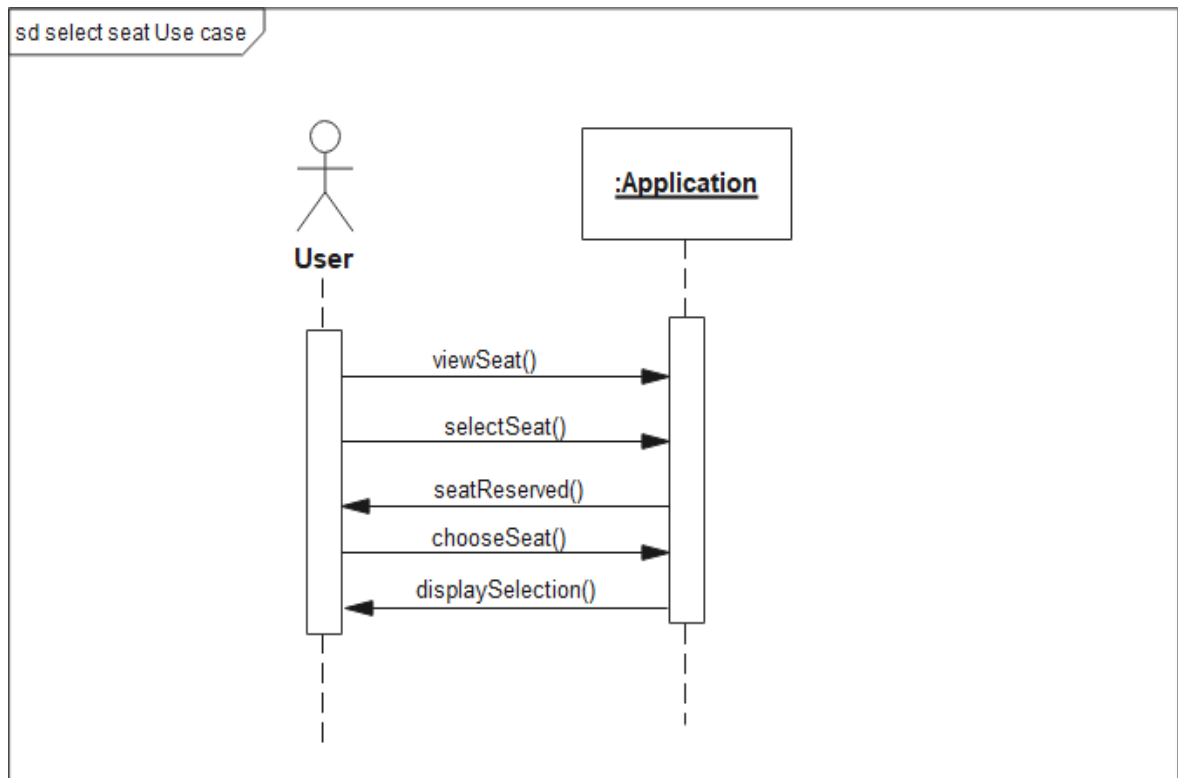 sd select seat Use case
:Application
User
viewSeat()
selectSeat()
seatReserved()
chooseSeat()
displaySelection()